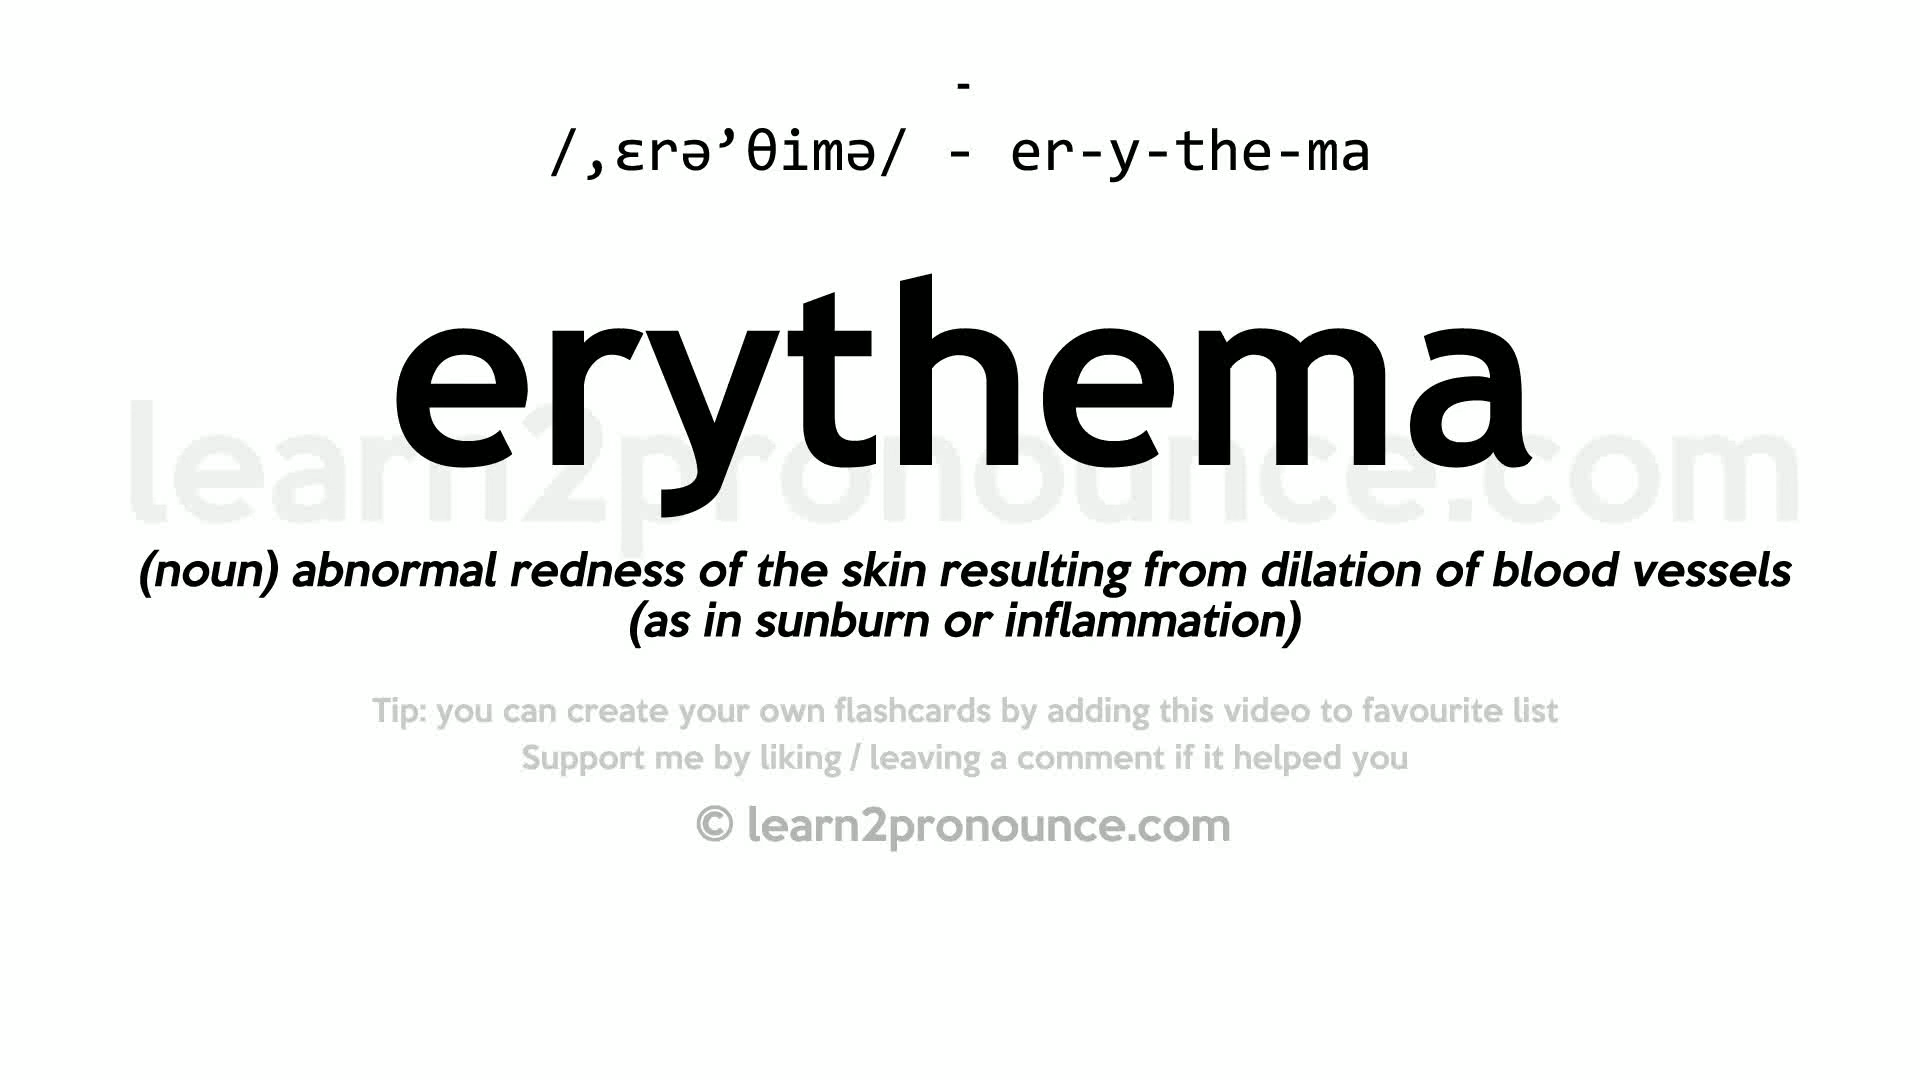 -
/,ɛrə’θimə/ - er-y-the-ma
erythema
learn2pronounce.com
(noun) abnormal redness of the skin resulting from dilation of blood vessels
(as in sunburn or inflammation)
Tip: you can create your own flashcards by adding this video to favourite list
Support me by liking / leaving a comment if it helped you
© learn2pronounce.com